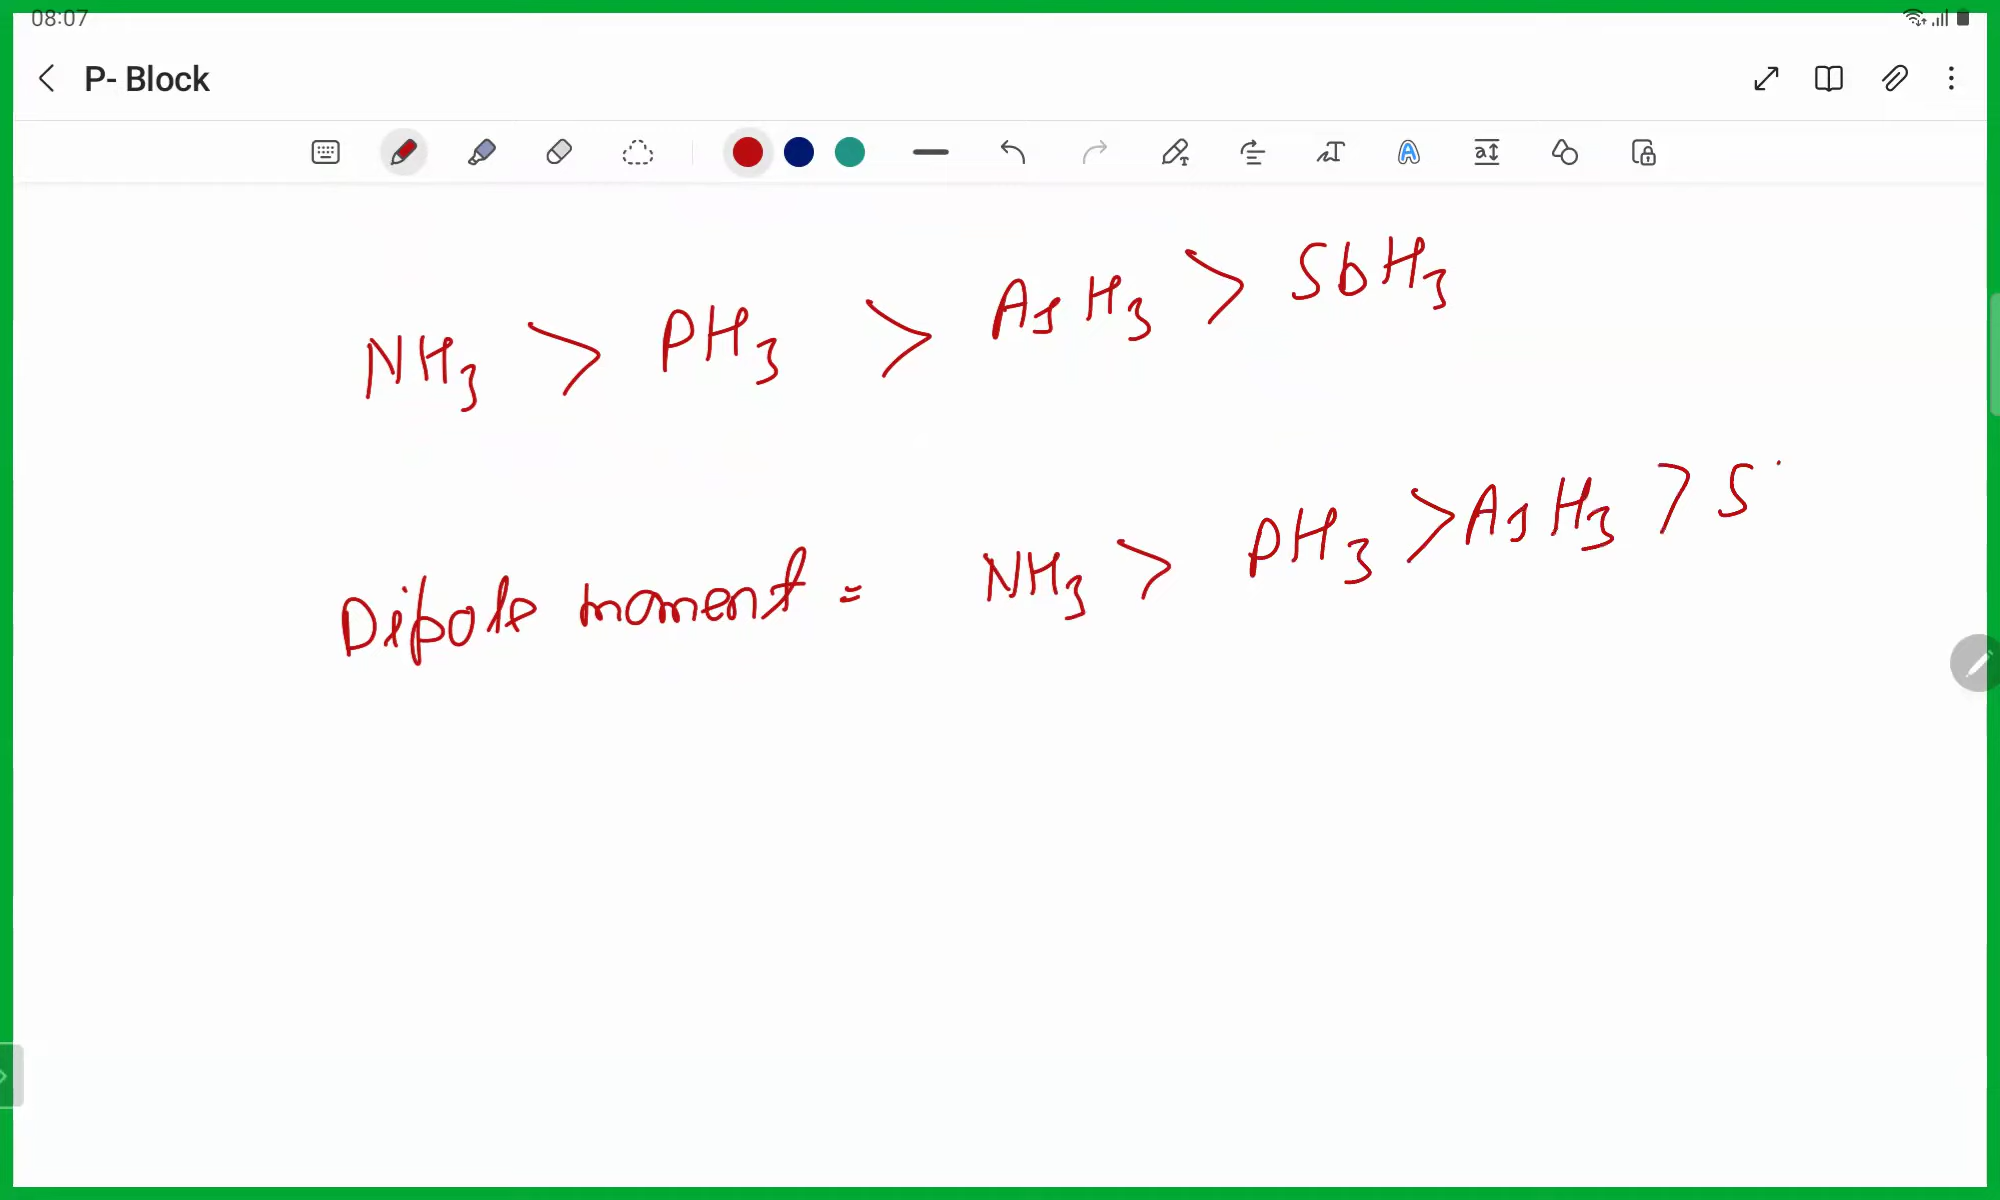 08:07
P- Block
NH3 > PH3 > AsH3 > SbH3
Dipole moment = NH3 > PH3 > AsH3 > S